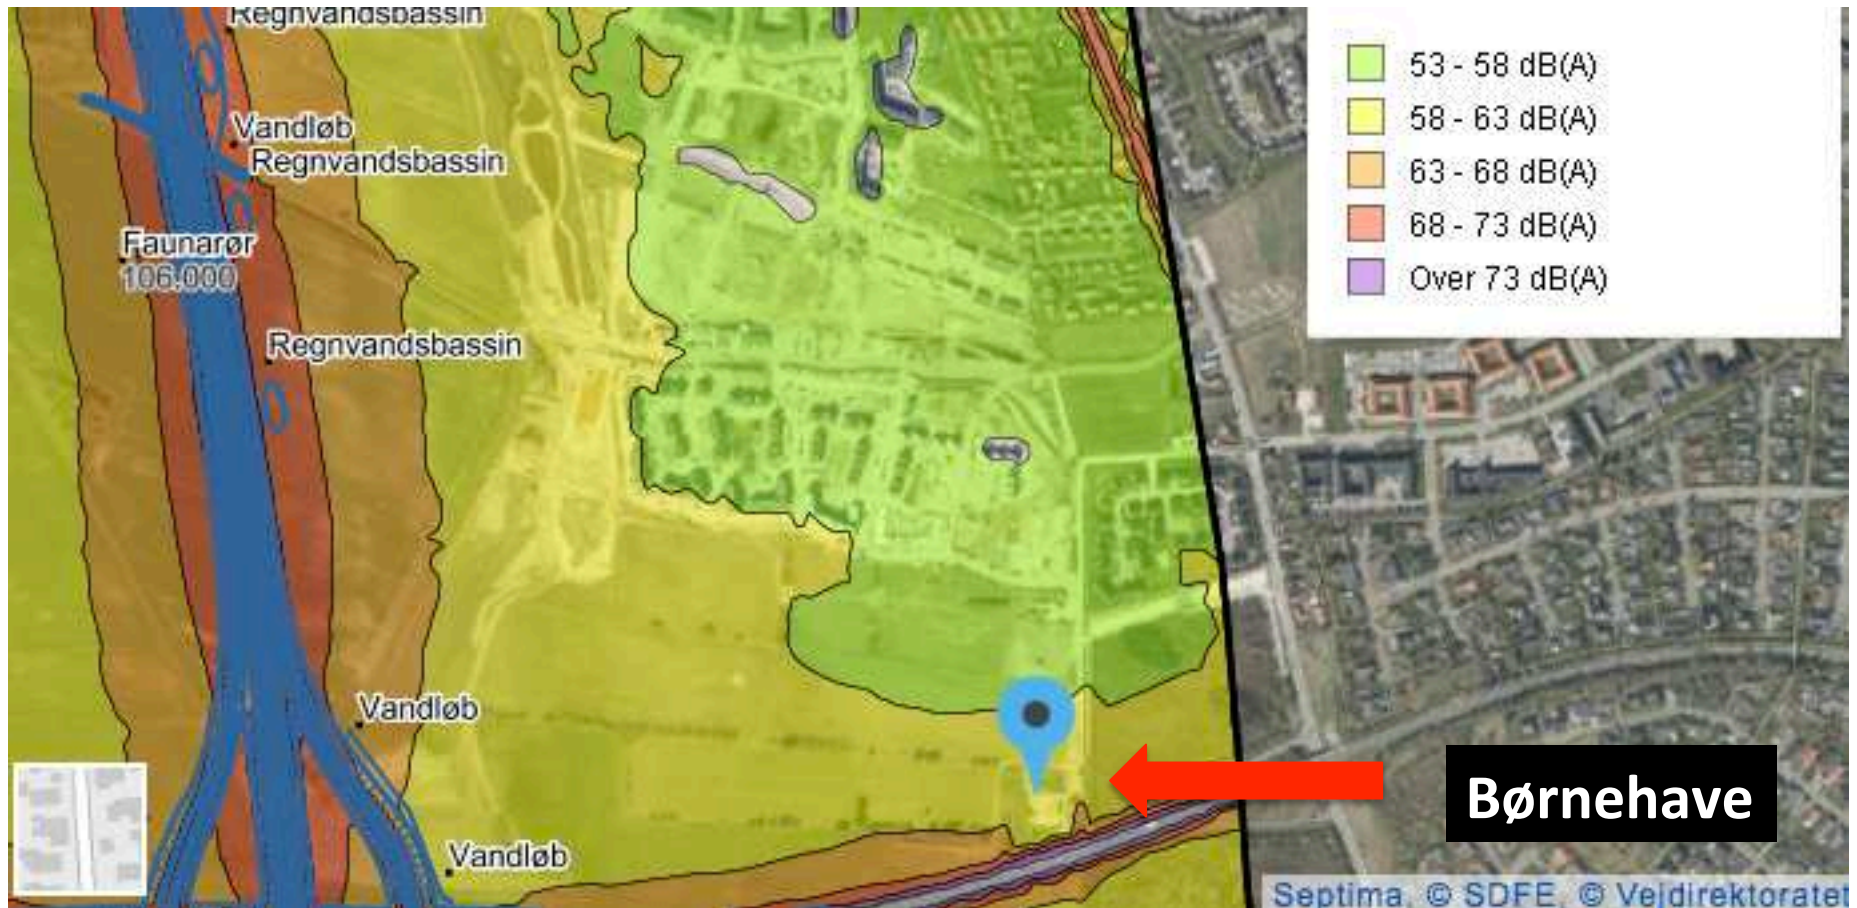 Regnvandsbassin
Vandløb
Regnvandsbassin
Faunarør
106.000
Regnvandsbassin
Vandløb
Vandløb
53 - 58 dB(A)
58 - 63 dB(A)
63 - 68 dB(A)
68 - 73 dB(A)
Over 73 dB(A)
Børnehave
Septima, © SDFE, © Vejdirektoratet